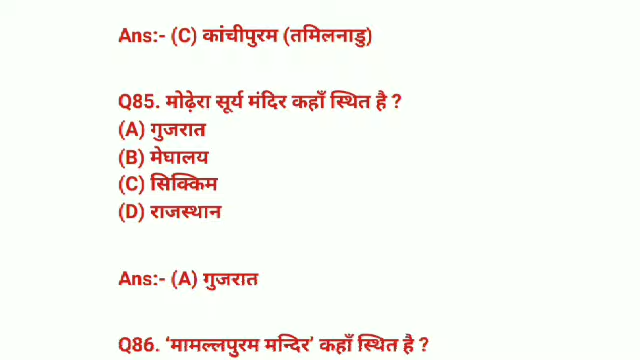 Ans:- (C) कांचीपुरम (तमिलनाडु)
Q85. मोढ़ेरा सूर्य मंदिर कहाँ स्थित है ?
(A) गुजरात
(B) मेघालय
(C) सिक्किम
(D) राजस्थान
Ans:- (A) गुजरात
Q86. ‘मामल्लपुरम मन्दिर’ कहाँ स्थित है ?